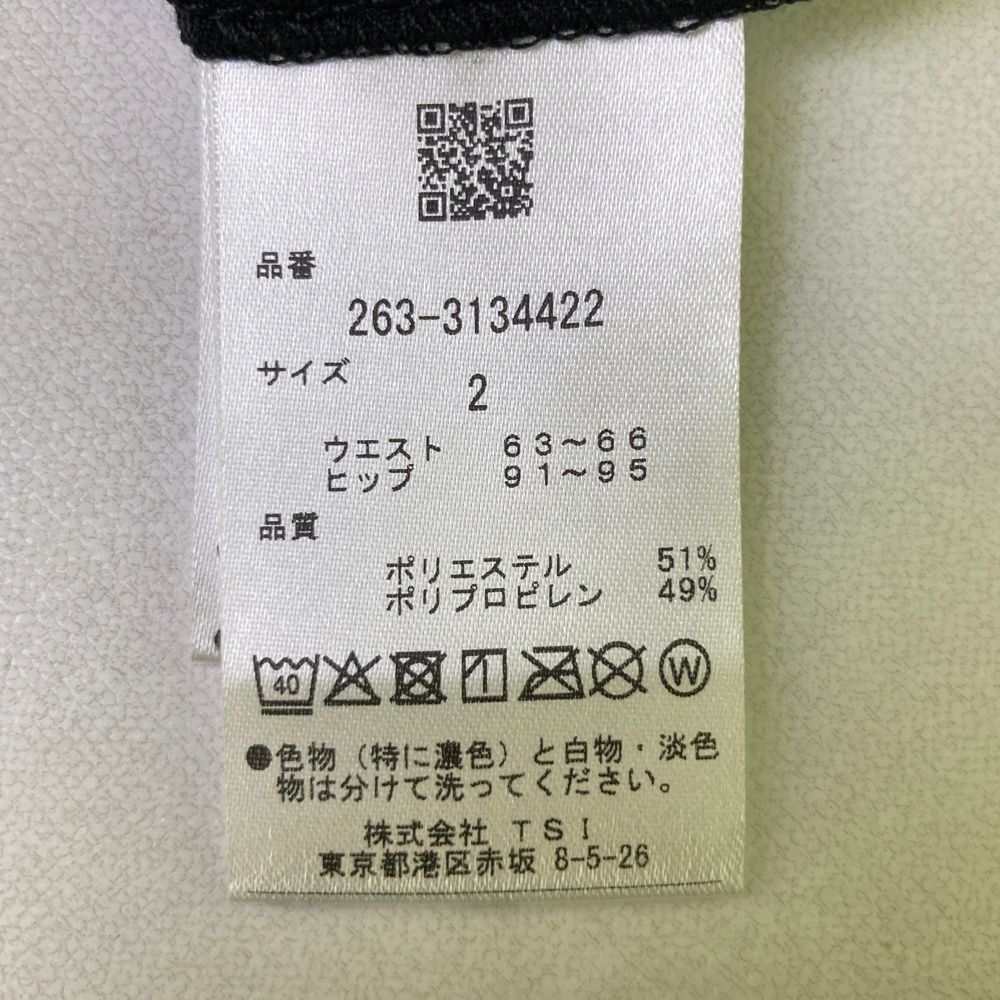 品番
263-3134422
サイズ
2
ウエスト 63～66
ヒップ 91～95
品質
ポリエステル 51%
ポリプロピレン 49%
40 W
●色物（特に濃色）と白物・淡色
物は分けて洗ってください。
株式会社 TSI
東京都港区赤坂 8-5-26